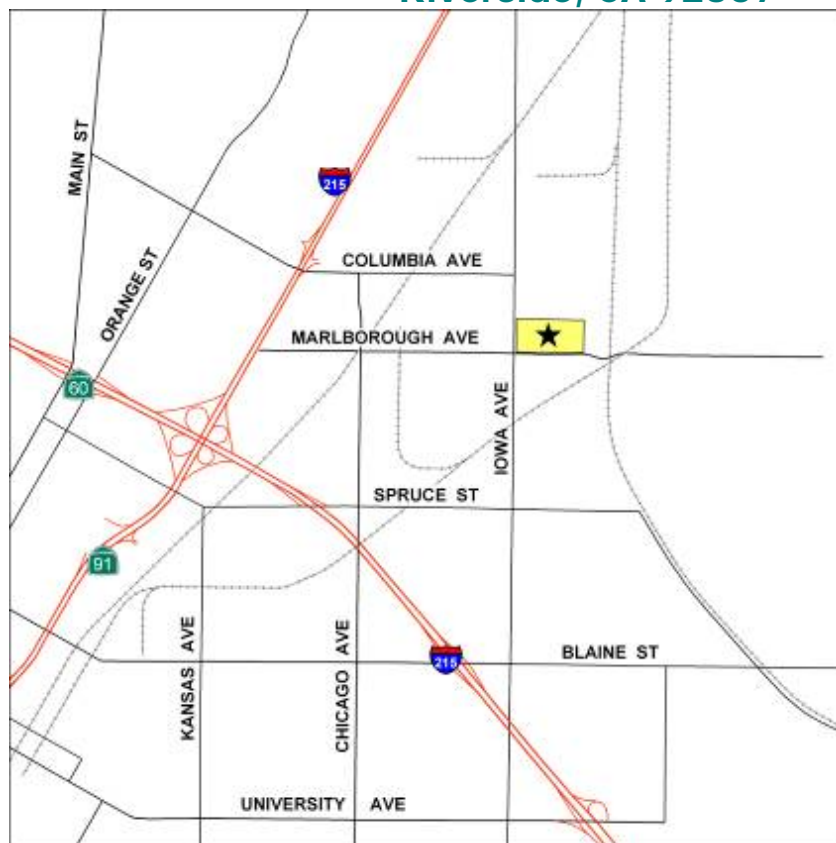 MAIN ST
215
ORANGE ST
COLUMBIA AVE
MARLBOROUGH AVE
60
IOWA AVE
SPRUCE ST
91
KANSAS AVE
CHICAGO AVE
215
BLAINE ST
UNIVERSITY AVE